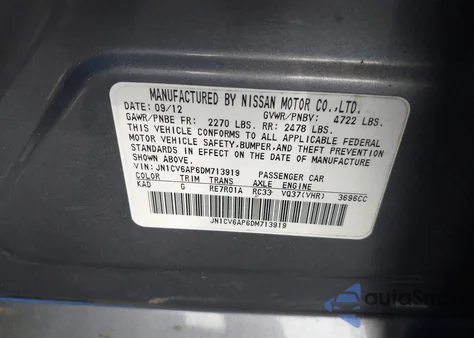 MANUFACTURED BY NISSAN MOTOR CO.,LTD.
DATE: 09/12 GVWR/PNBV: 4722 LBS.
GAWR/PNBE FR: 2270 LBS. RR: 2478 LBS.
THIS VEHICLE CONFORMS TO ALL APPLICABLE FEDERAL
MOTOR VEHICLE SAFETY,BUMPER,AND THEFT PREVENTION
STANDARDS IN EFFECT ON THE DATE OF MANUFACTURE
SHOWN ABOVE.
VIN: JN1CV6AP6DM713919 PASSENGER CAR
COLOR TRIM TRANS AXLE ENGINE
KAD G RE7R01A RC33 VQ37(VHR) 3696CC
JN1CV6AP6DM713919